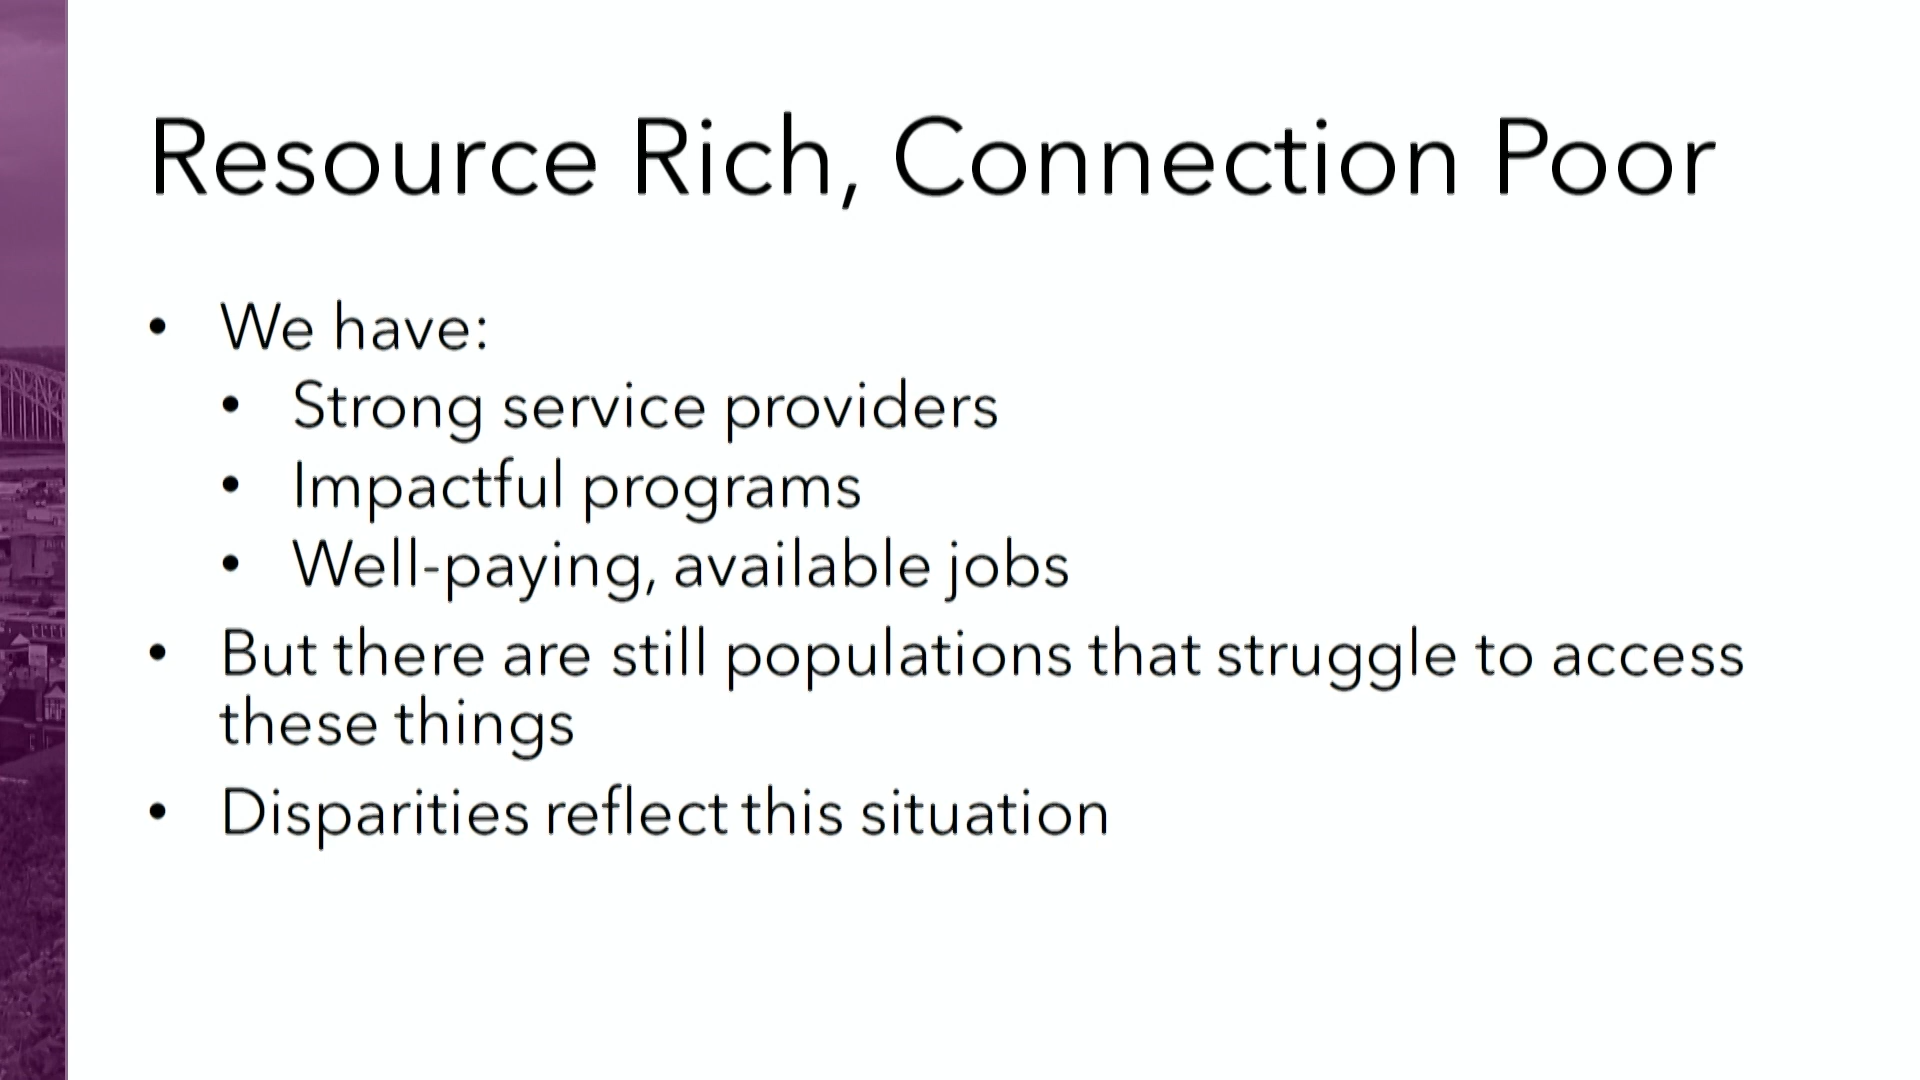 Resource Rich, Connection Poor
• We have:
• Strong service providers
• Impactful programs
• Well-paying, available jobs
• But there are still populations that struggle to access
these things
• Disparities reflect this situation